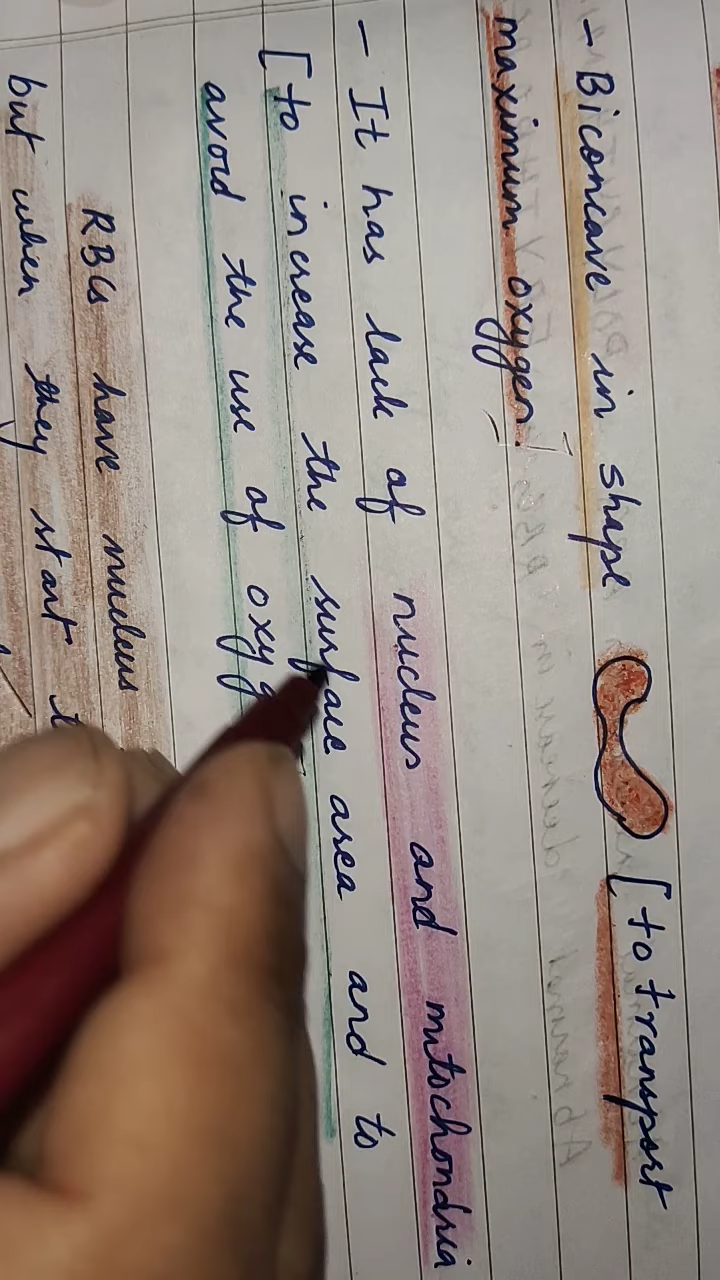 - Biconcave in shape [to transport
maximum oxygen]
- It has lack of nucleus and mitochondria
[to increase the surface area and to
avoid the use of
RBCs have nucleus
but when they start